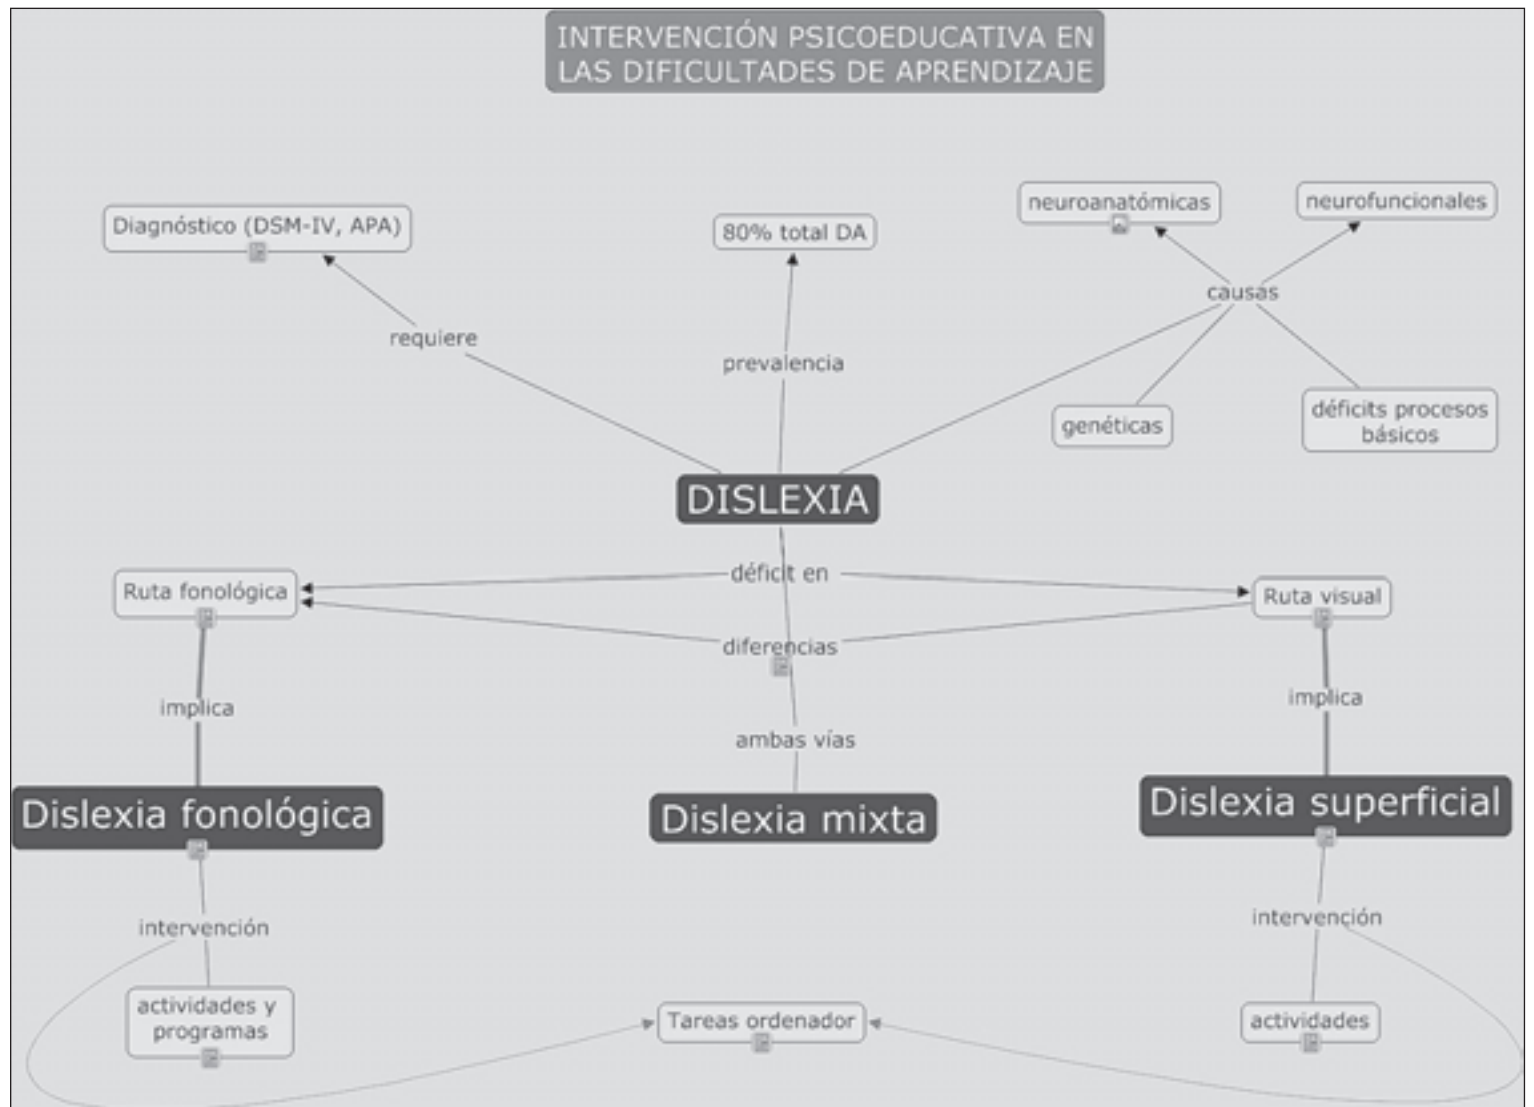 INTERVENCIÓN PSICOEDUCATIVA EN
LAS DIFICULTADES DE APRENDIZAJE
neuroanatómicas
neurofuncionales
Diagnóstico (DSM-IV, APA)
80% total DA
causas
requiere
prevalencia
genéticas
déficits procesos
básicos
DISLEXIA
déficit en
Ruta fonológica
Ruta visual
diferencias
implica
implica
ambas vías
Dislexia fonológica
Dislexia mixta
Dislexia superficial
intervención
intervención
actividades y
programas
Tareas ordenador
actividades